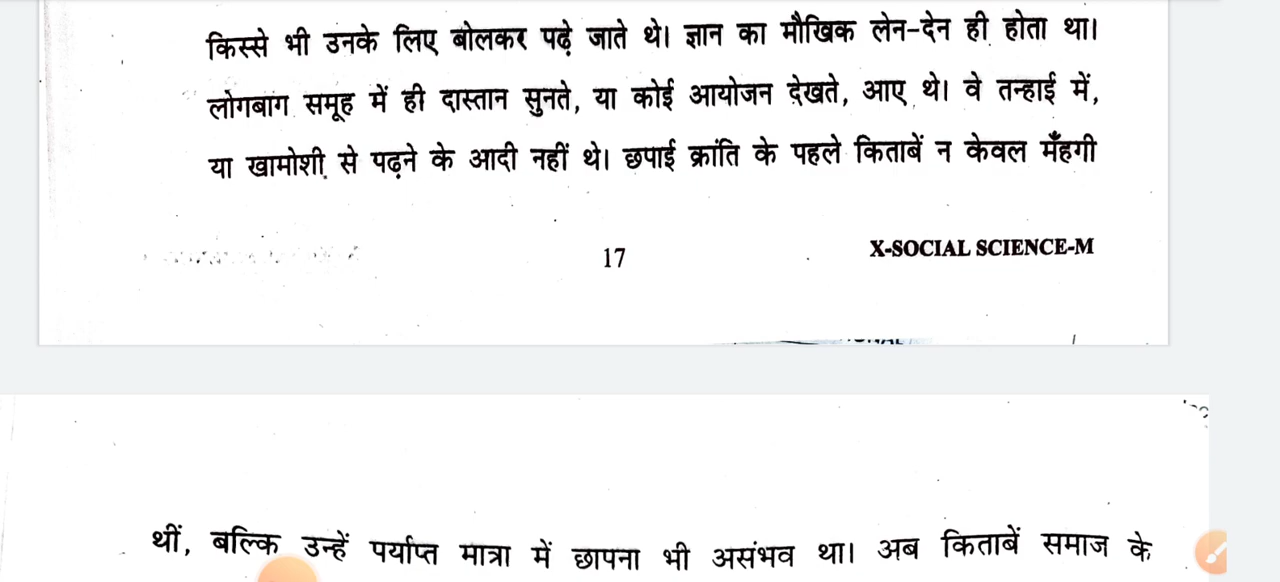 किस्से भी उनके लिए बोलकर पढ़े जाते थे। ज्ञान का मौखिक लेन-देन ही होता था।
लोगबाग समूह में ही दास्तान सुनते, या कोई आयोजन देखते, आए थे। वे तन्हाई में,
या खामोशी से पढ़ने के आदी नहीं थे। छपाई क्रांति के पहले किताबें न केवल मँहगी
17
X-SOCIAL SCIENCE-M
थीं, बल्कि उन्हें पर्याप्त मात्रा में छापना भी असंभव था। अब किताबें समाज के